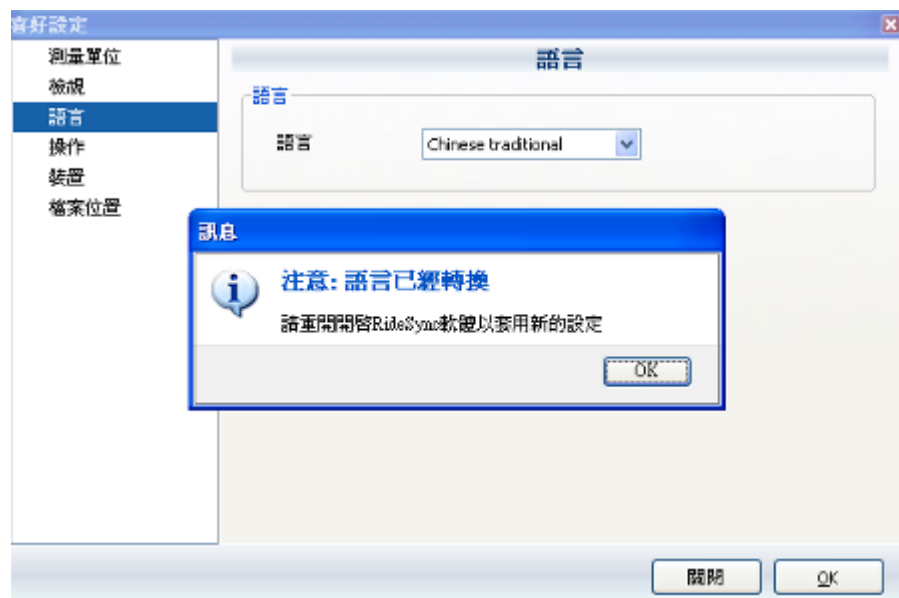 喜好設定
測量單位
檢視
語言
操作
裝置
檔案位置
語言
語言
語言
Chinese traditional
訊息
注意: 語言已經轉換
請重開開啓RideSync軟體以套用新的設定
OK
關閉
OK